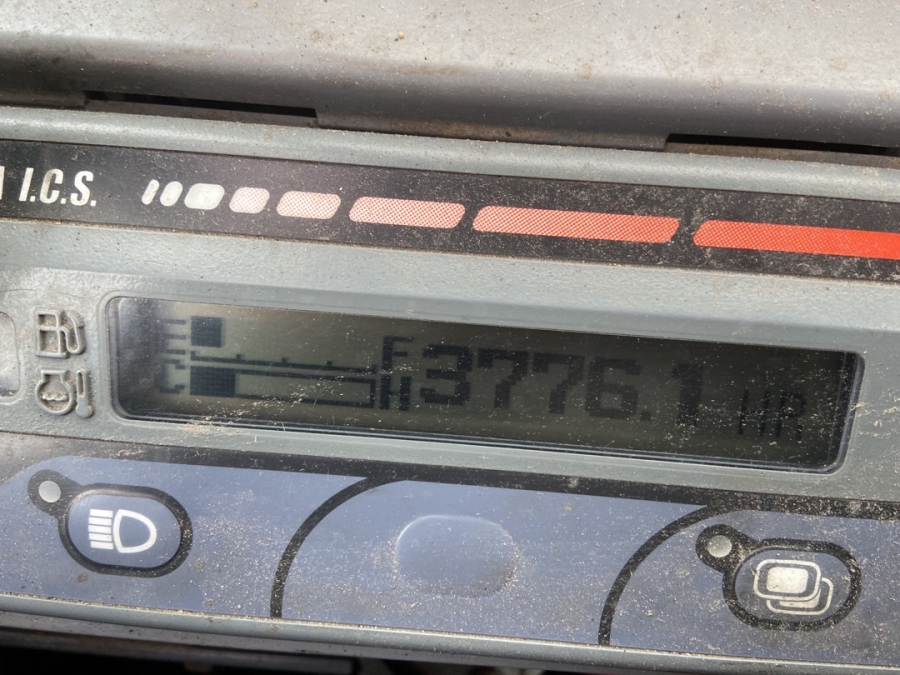 I.C.S.
E F
C H
3776.1 HR